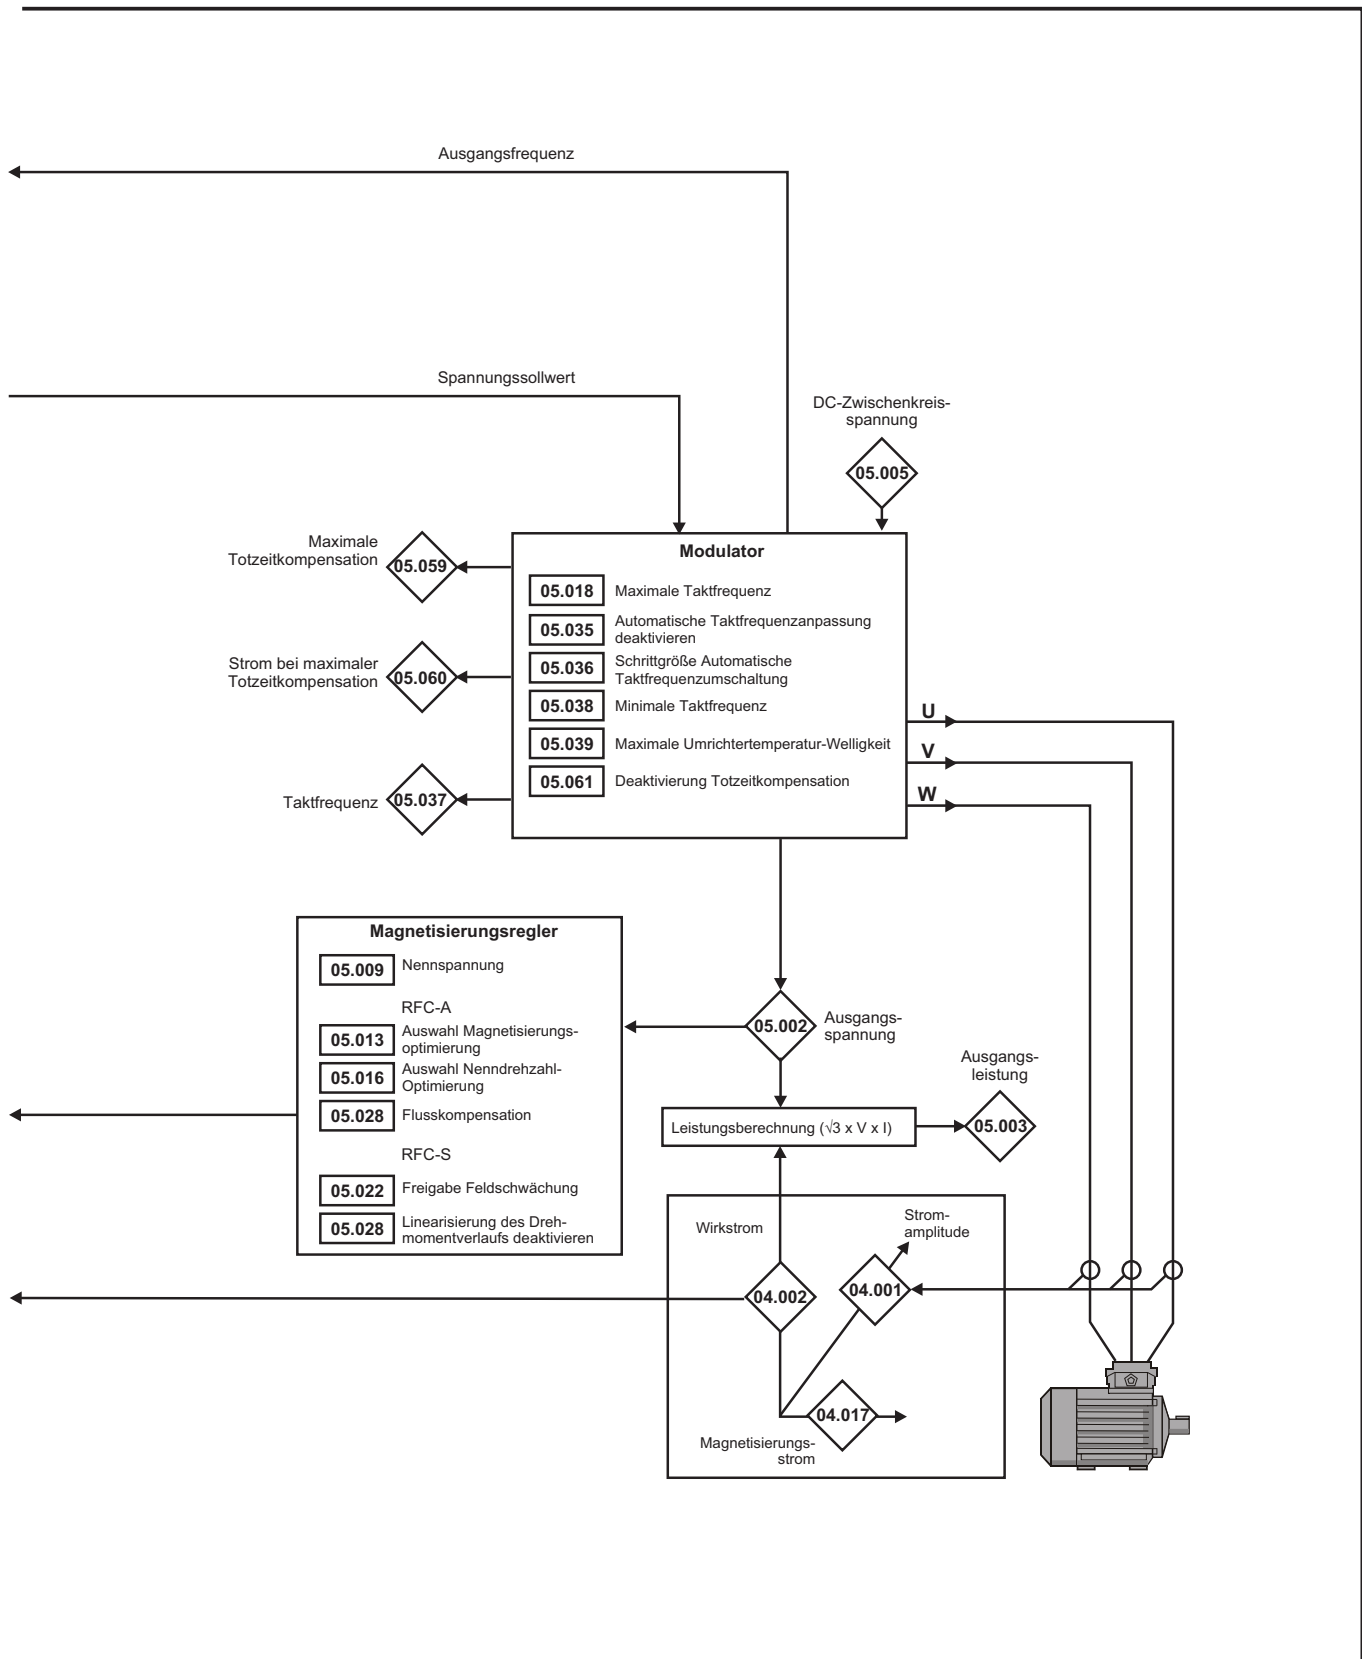 Ausgangsfrequenz
Spannungssollwert
DC-Zwischenkreis-
spannung
05.005
Maximale
Totzeitkompensation
05.059
Strom bei maximaler
Totzeitkompensation
05.060
Taktfrequenz
05.037
Modulator
05.018 Maximale Taktfrequenz
05.035 Automatische Taktfrequenzanpassung
deaktivieren
05.036 Schrittgröße Automatische
Taktfrequenzumschaltung
05.038 Minimale Taktfrequenz
05.039 Maximale Umrichtertemperatur-Welligkeit
05.061 Deaktivierung Totzeitkompensation
U
V
W
Magnetisierungsregler
05.009 Nennspannung
RFC-A
05.013 Auswahl Magnetisierungs-
optimierung
05.016 Auswahl Nenndrehzahl-
Optimierung
05.028 Flusskompensation
RFC-S
05.022 Freigabe Feldschwächung
05.028 Linearisierung des Dreh-
momentverlaufs deaktivieren
05.002
Ausgangs-
spannung
Ausgangs-
leistung
05.003
Leistungsberechnung (√3 x V x I)
Wirkstrom
Strom-
amplitude
04.002
04.001
04.017
Magnetisierungs-
strom